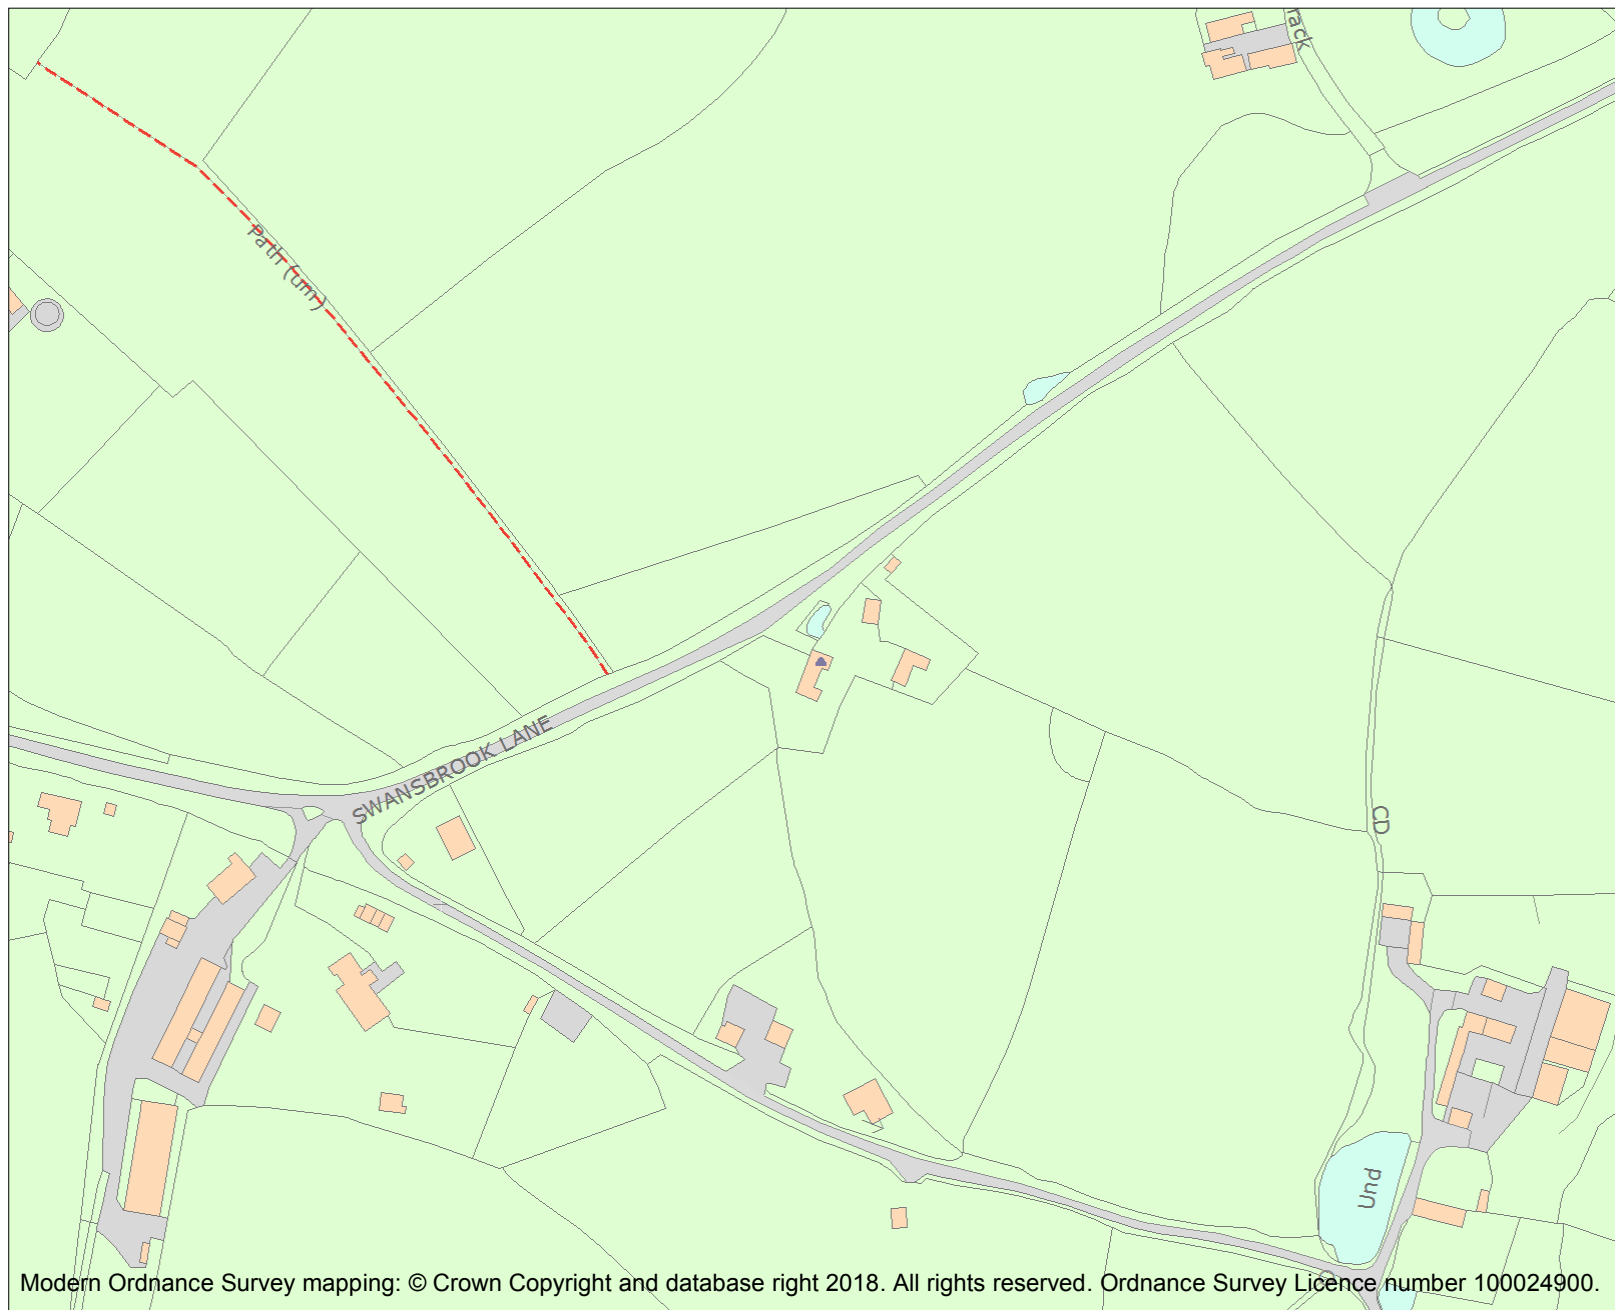 rack
Path (um)
SWANSBROOK LANE
CD
Und
Modern Ordnance Survey mapping: © Crown Copyright and database right 2018. All rights reserved. Ordnance Survey Licence number 100024900.